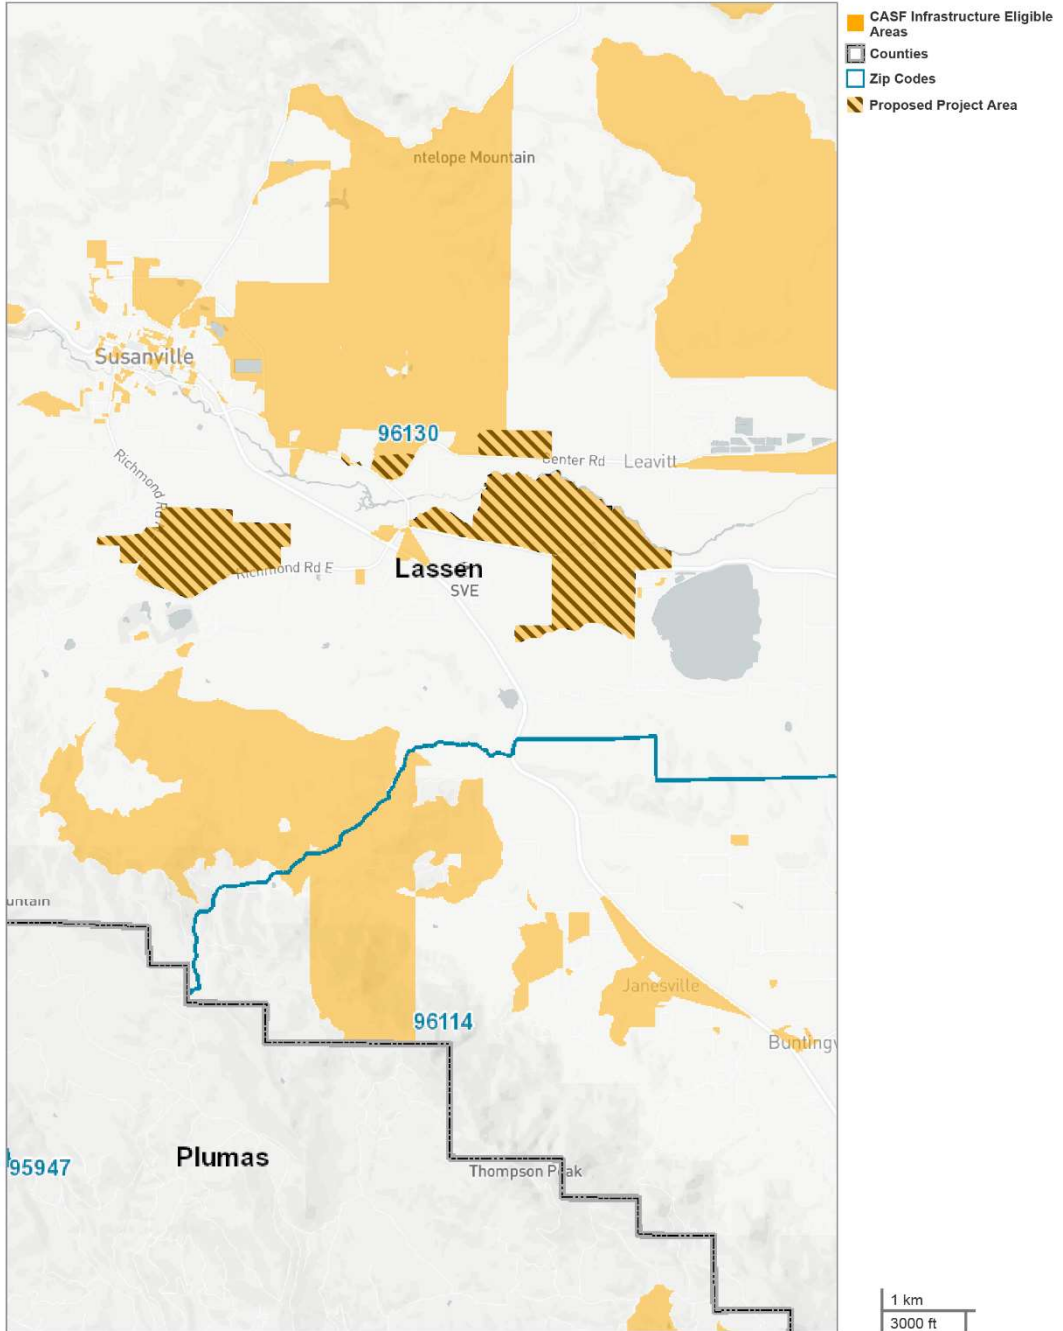 CASF Infrastructure Eligible
Areas
Counties
Zip Codes
Proposed Project Area
ntelope Mountain
Susanville
96130
Center Rd
Leavitt
Richmond Rd
Lassen
Richmond Rd E
SVE
untain
Janesville
96114
Buntingv
Plumas
95947
Thompson Peak
1 km
3000 ft